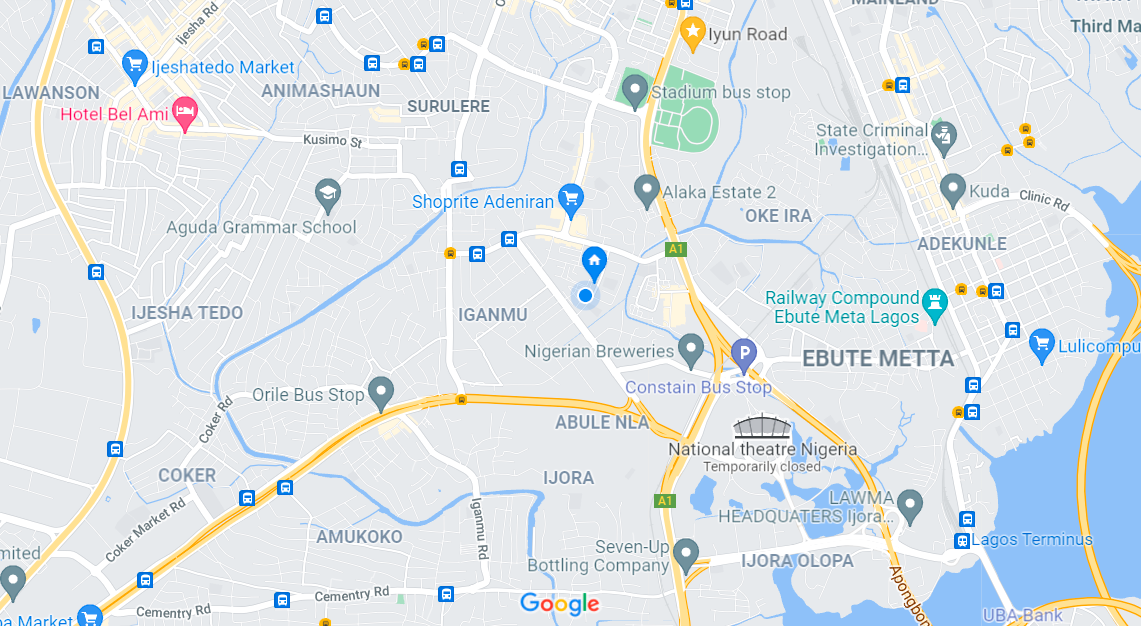 MAINLAND
Third Ma
Ijesha Rd
Iyun Road
Ijeshatedo Market
LAWANSON
ANIMASHAUN
SURULERE
Stadium bus stop
Hotel Bel Ami
Kusimo St
State Criminal
Investigation...
Aguda Grammar School
Shoprite Adeniran
Alaka Estate 2
Kuda
Clinic Rd
OKE IRA
ADEKUNLE
A1
Railway Compound
Ebute Meta Lagos
IJESHA TEDO
IGANMU
Nigerian Breweries
EBUTE METTA
Lulicompu
Constain Bus Stop
Orile Bus Stop
Coker Rd
ABULE NLA
National theatre Nigeria
Temporarily closed
COKER
IJORA
A1
LAWMA
HEADQUATERS Ijora...
Coker Market Rd
Iganmu Rd
AMUKOKO
Lagos Terminus
Seven-Up
Bottling Company
IJORA OLOPA
mited
Cementry Rd
Cementry Rd
Google
Apongbon
UBA Bank
a Market